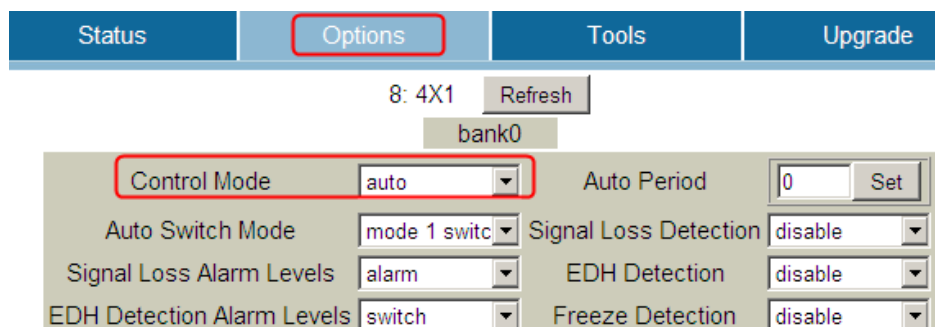 Status Options Tools Upgrade
8: 4X1 Refresh
bank0
Control Mode auto Auto Period 0 Set
Auto Switch Mode mode 1 switc Signal Loss Detection disable
Signal Loss Alarm Levels alarm EDH Detection disable
EDH Detection Alarm Levels switch Freeze Detection disable